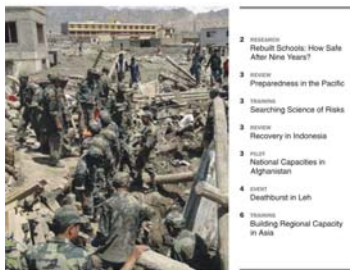 2 RESEARCH
Rebuilt Schools: How Safe
After Nine Years?
3 REVIEW
Preparedness in the Pacific
3 TRAINING
Searching Science of Risks
3 REVIEW
Recovery in Indonesia
3 PILOT
National Capacities in
Afghanistan
4 EVENT
Deathburst in Leh
6 TRAINING
Building Regional Capacity
in Asia